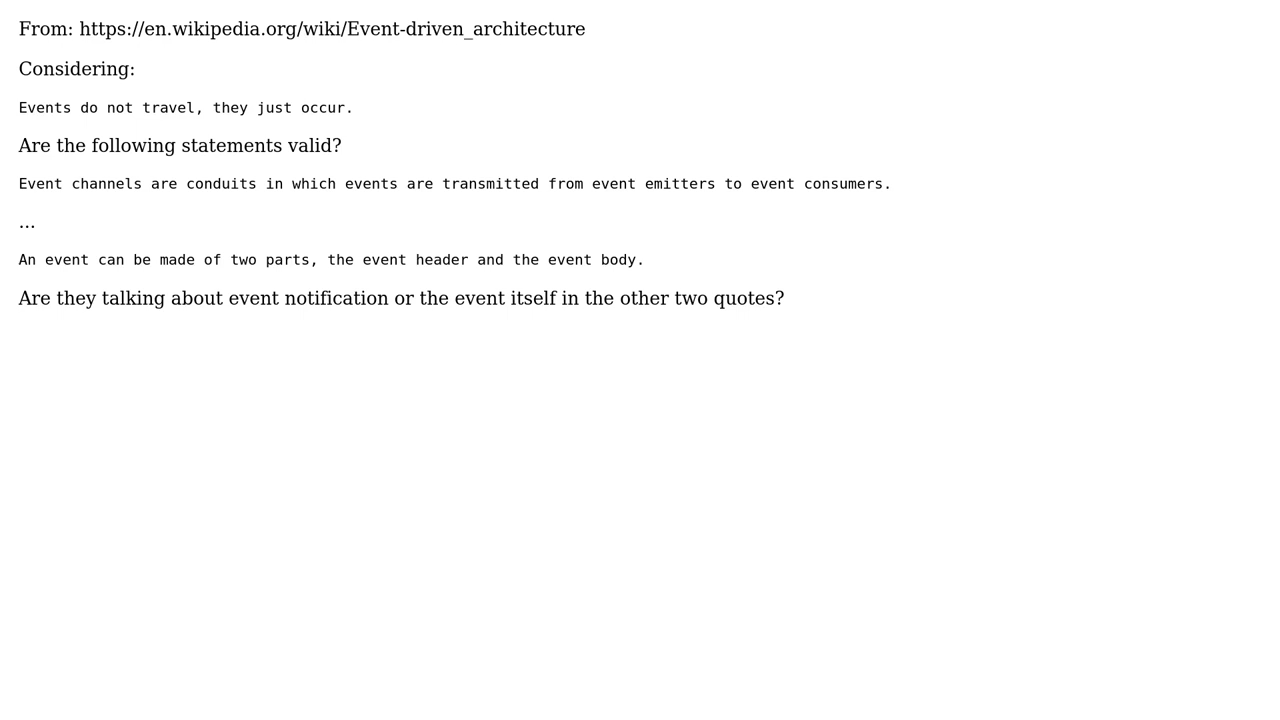 From: https://en.wikipedia.org/wiki/Event-driven_architecture
Considering:
Events do not travel, they just occur.
Are the following statements valid?
Event channels are conduits in which events are transmitted from event emitters to event consumers.
...
An event can be made of two parts, the event header and the event body.
Are they talking about event notification or the event itself in the other two quotes?